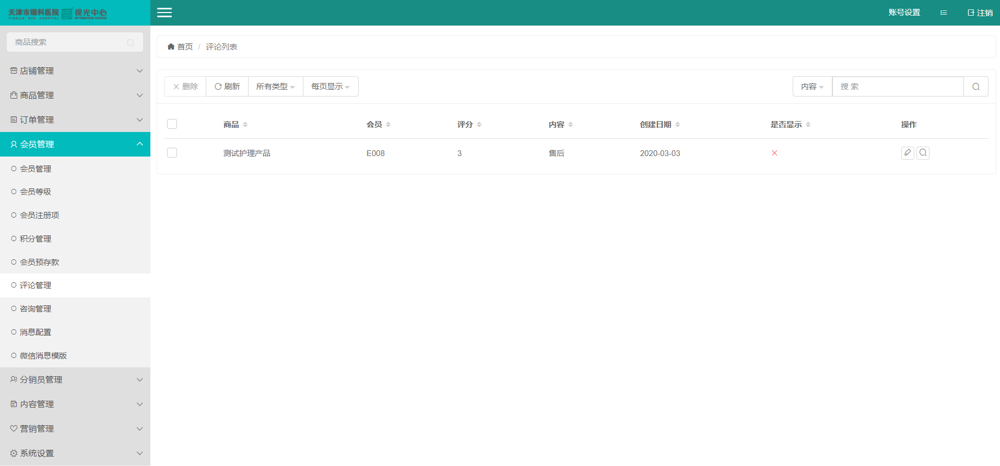 天津市眼科医院 视光中心
TIANJIN EYE HOSPITAL
账号设置
注销
商品搜索
首页 / 评论列表
店铺管理
商品管理
订单管理
会员管理
会员管理
会员等级
会员注册项
积分管理
会员预存款
评论管理
咨询管理
消息配置
微信消息模版
分销员管理
内容管理
营销管理
系统设置
删除 刷新 所有类型 每页显示
内容 搜 索
商品 会员 评分 内容 创建日期 是否显示 操作
测试护理产品 E008 3 售后 2020-03-03